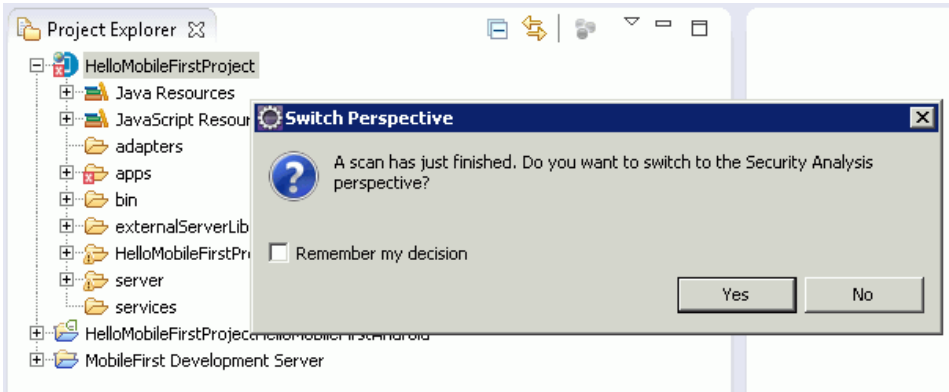 Project Explorer
HelloMobileFirstProject
Java Resources
JavaScript Resour
adapters
apps
bin
externalServerLib
HelloMobileFirstPr
server
services
HelloMobileFirstProjectHelloMobileFirstAndroid
MobileFirst Development Server
Switch Perspective
A scan has just finished. Do you want to switch to the Security Analysis
perspective?
Remember my decision
Yes
No